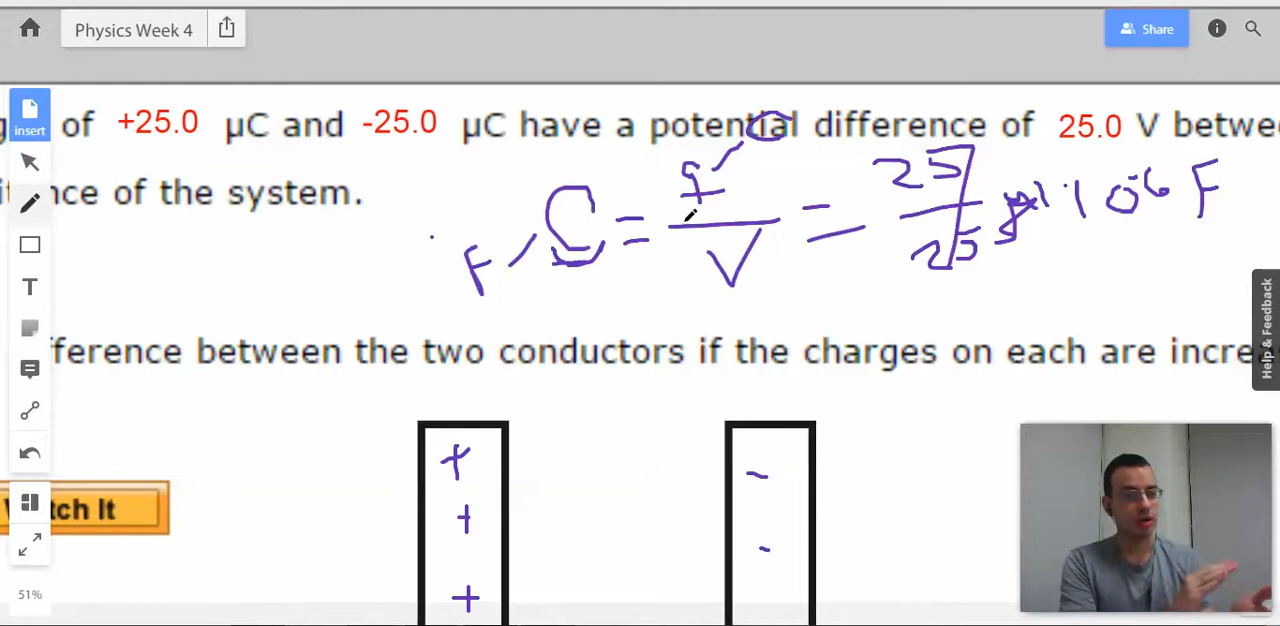 Physics Week 4
Share
insert
of +25.0 μC and -25.0 μC have a potential difference of 25.0 V betwe
nce of the system.
F C = q / V = 25 / 25 10-6 F
fference between the two conductors if the charges on each are increa
tch It
+
+
+
-
-
T
51%
Help & Feedback